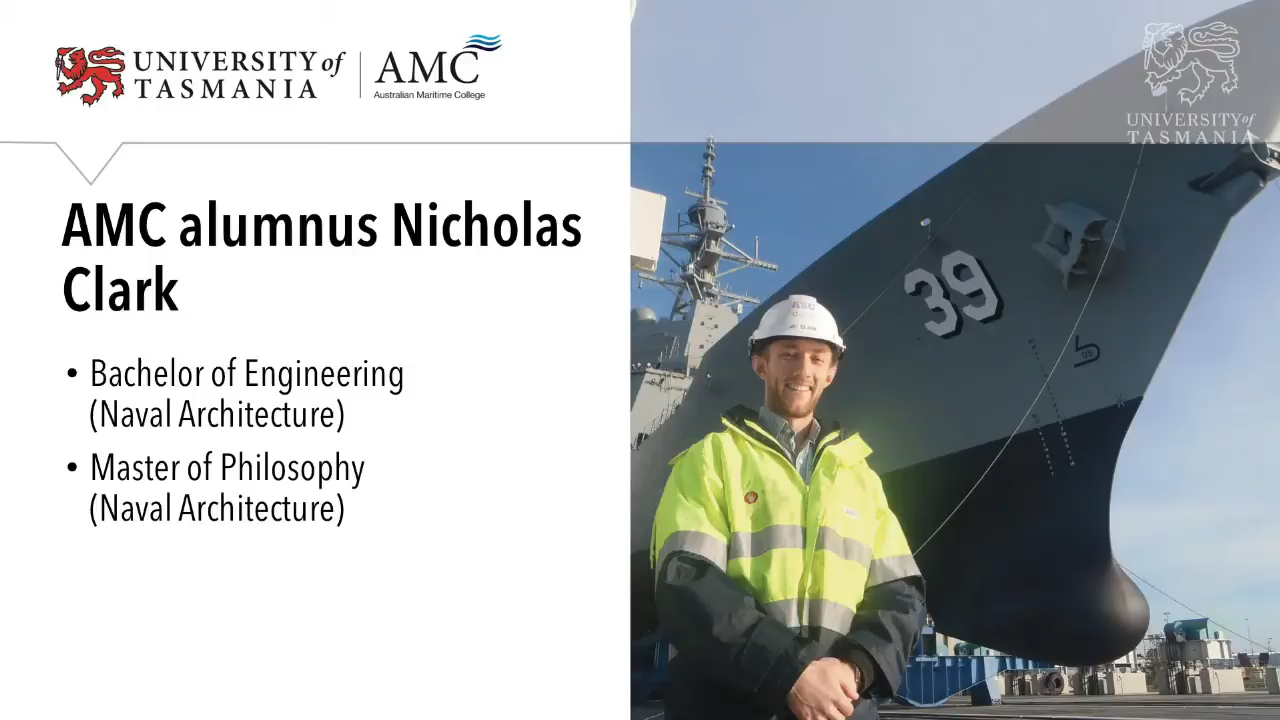 UNIVERSITY of
TASMANIA
AMC
Australian Maritime College
UNIVERSITY of
TASMANIA
AMC alumnus Nicholas
Clark
• Bachelor of Engineering
(Naval Architecture)
• Master of Philosophy
(Naval Architecture)
39
ASC